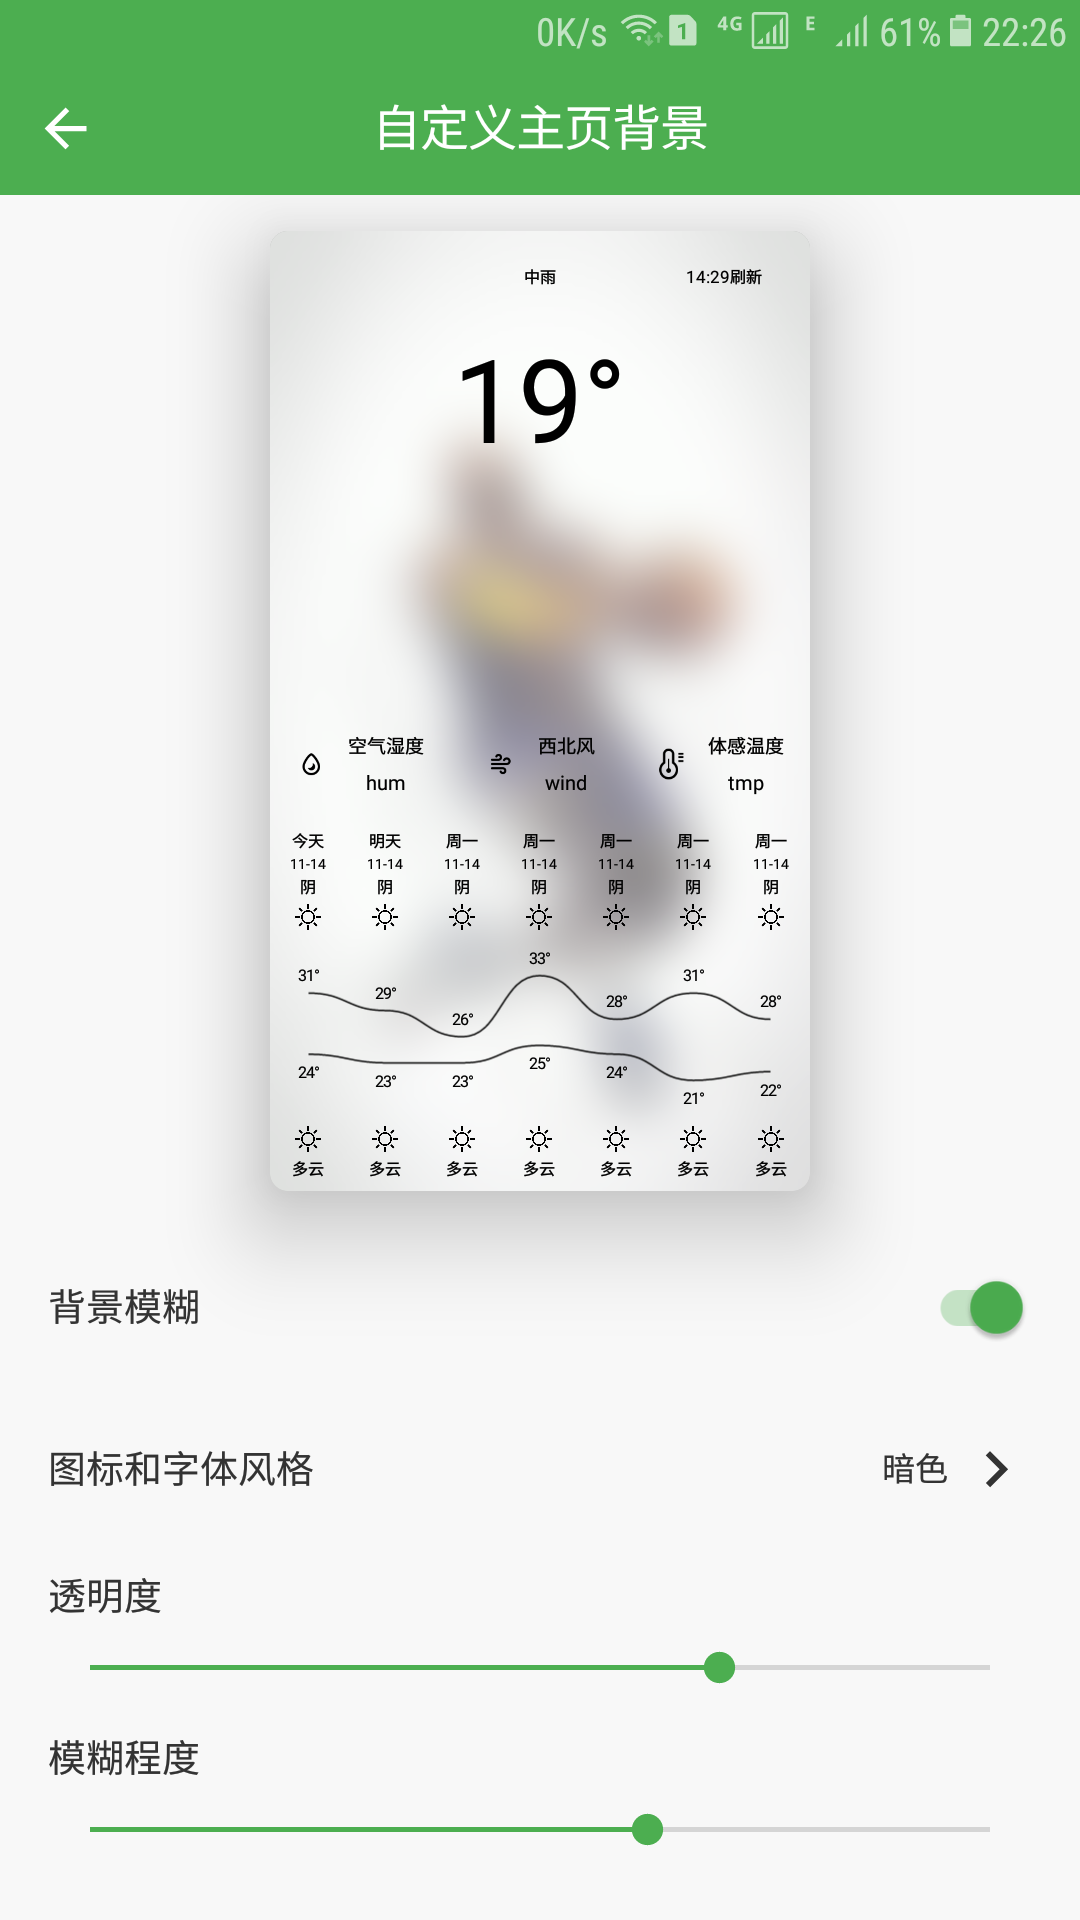 0K/s 1 4G E 61% 22:26
自定义主页背景
中雨 14:29刷新
19°
空气湿度 西北风 体感温度
hum wind tmp
今天 明天 周一 周一 周一 周一 周一
11-14 11-14 11-14 11-14 11-14 11-14 11-14
阴 阴 阴 阴 阴 阴 阴
31° 29° 26° 33° 28° 31° 28°
24° 23° 23° 25° 24° 21° 22°
多云 多云 多云 多云 多云 多云 多云
背景模糊
图标和字体风格 暗色
透明度
模糊程度